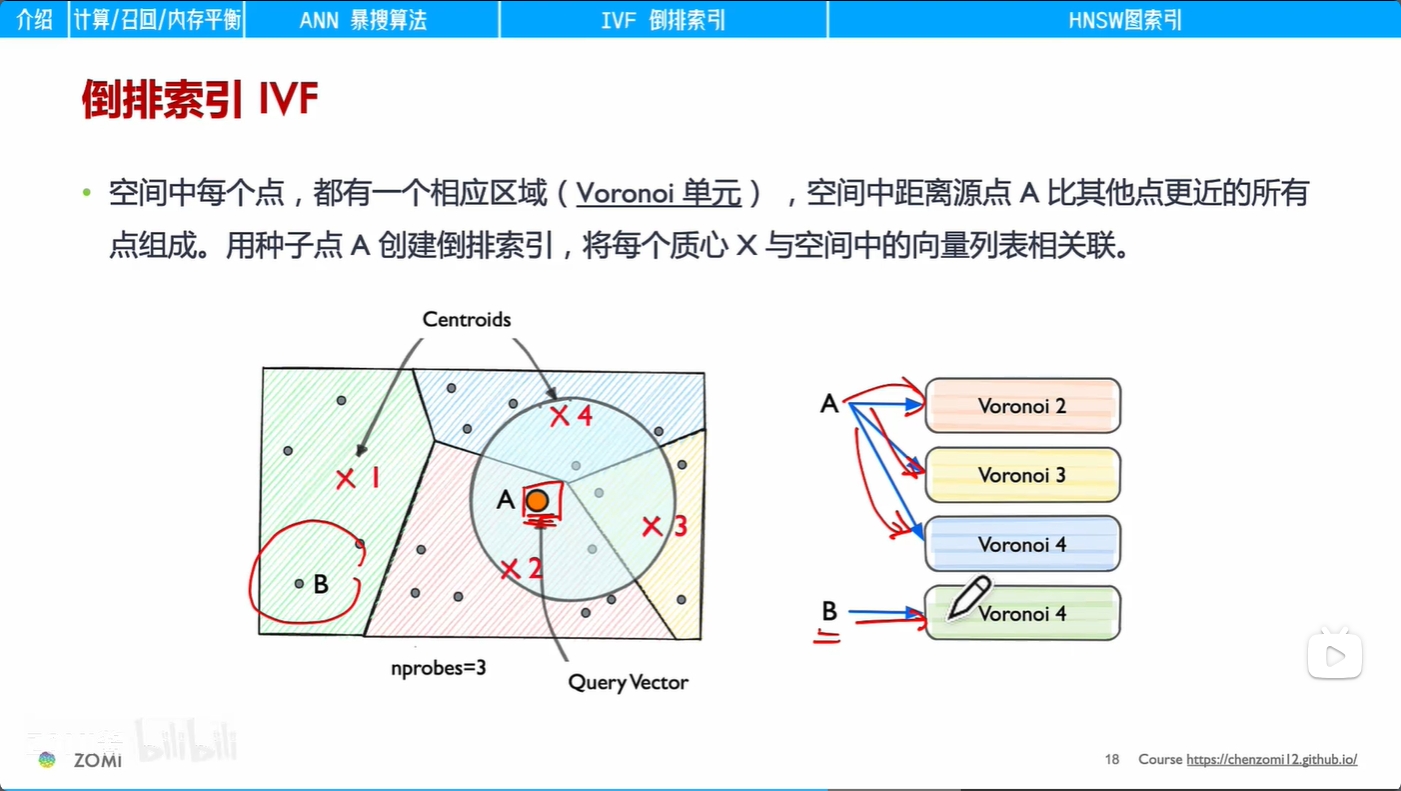 介绍
计算/召回/内存平衡
ANN 暴搜算法
IVF 倒排索引
HNSW图索引
倒排索引 IVF
空间中每个点，都有一个相应区域（Voronoi 单元），空间中距离源点 A 比其他点更近的所有
点组成。用种子点 A 创建倒排索引，将每个质心 X 与空间中的向量列表相关联。
Centroids
X 4
X 1
A
X 3
X 2
B
nprobes=3
Query Vector
A
Voronoi 2
Voronoi 3
Voronoi 4
B
Voronoi 4
bilibili
ZOMI
18
Course https://chenzomi12.github.io/